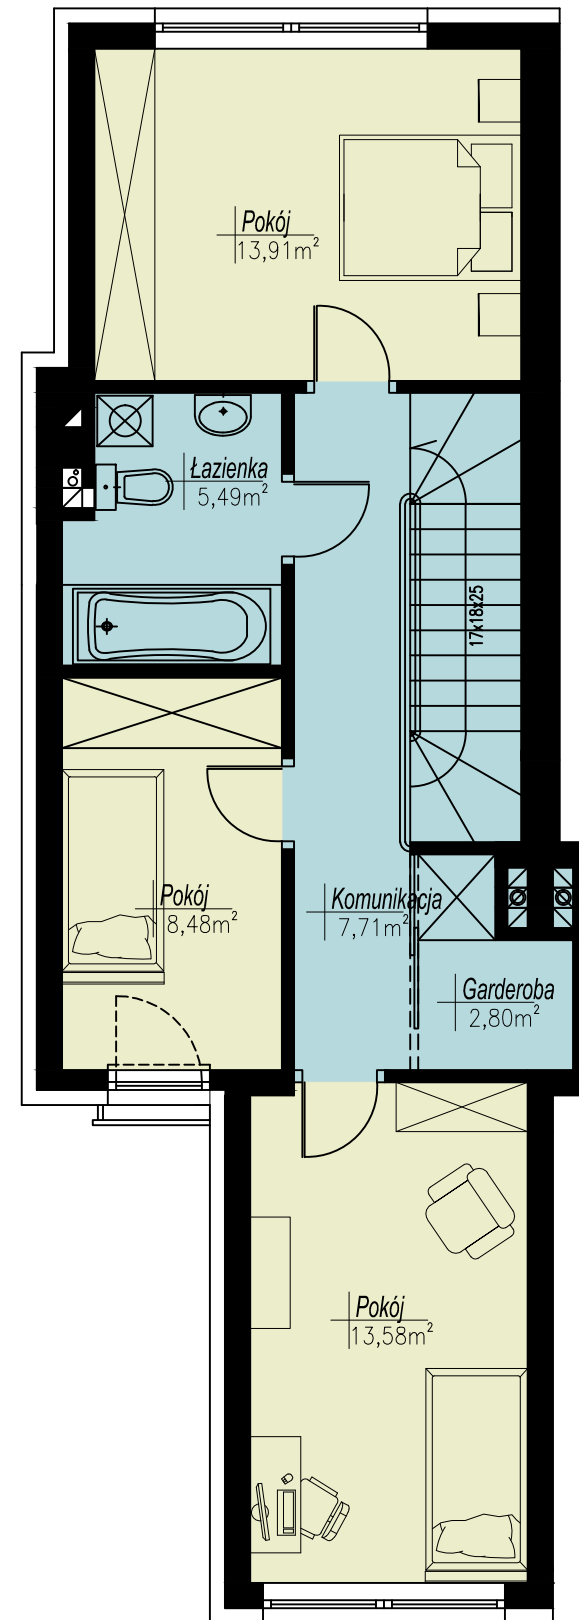 Pokój
13,91m²
Łazienka
5,49m²
17x18x25
Pokój
8,48m²
Komunikacja
7,71m²
Garderoba
2,80m²
Pokój
13,58m²